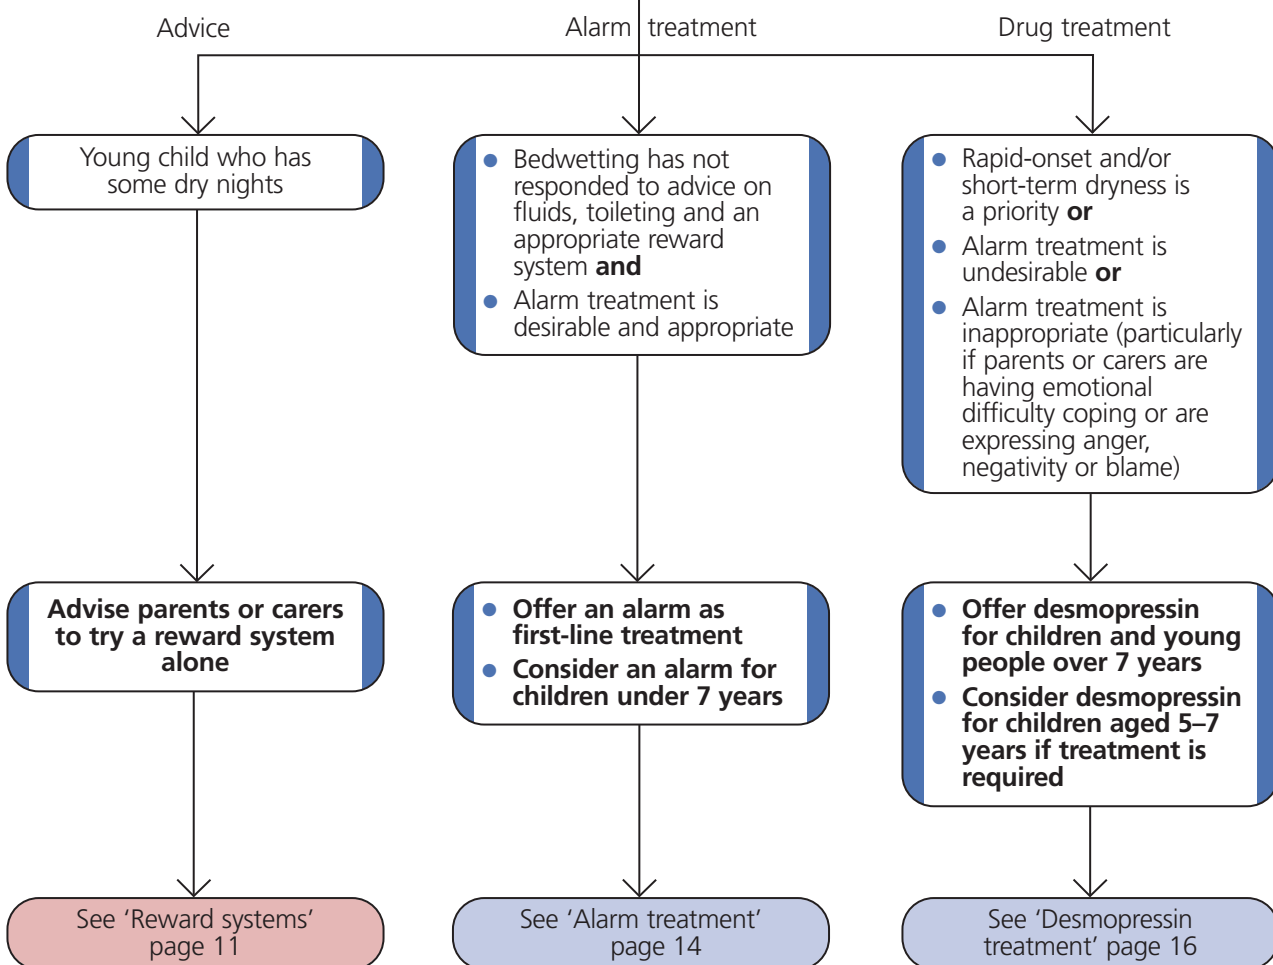 Advice
Alarm treatment
Drug treatment
Young child who has
some dry nights
• Bedwetting has not
responded to advice on
fluids, toileting and an
appropriate reward
system and
• Alarm treatment is
desirable and appropriate
• Rapid-onset and/or
short-term dryness is
a priority or
• Alarm treatment is
undesirable or
• Alarm treatment is
inappropriate (particularly
if parents or carers are
having emotional
difficulty coping or are
expressing anger,
negativity or blame)
Advise parents or carers
to try a reward system
alone
• Offer an alarm as
first-line treatment
• Consider an alarm for
children under 7 years
• Offer desmopressin
for children and young
people over 7 years
• Consider desmopressin
for children aged 5–7
years if treatment is
required
See ‘Reward systems’
page 11
See ‘Alarm treatment’
page 14
See ‘Desmopressin
treatment’ page 16